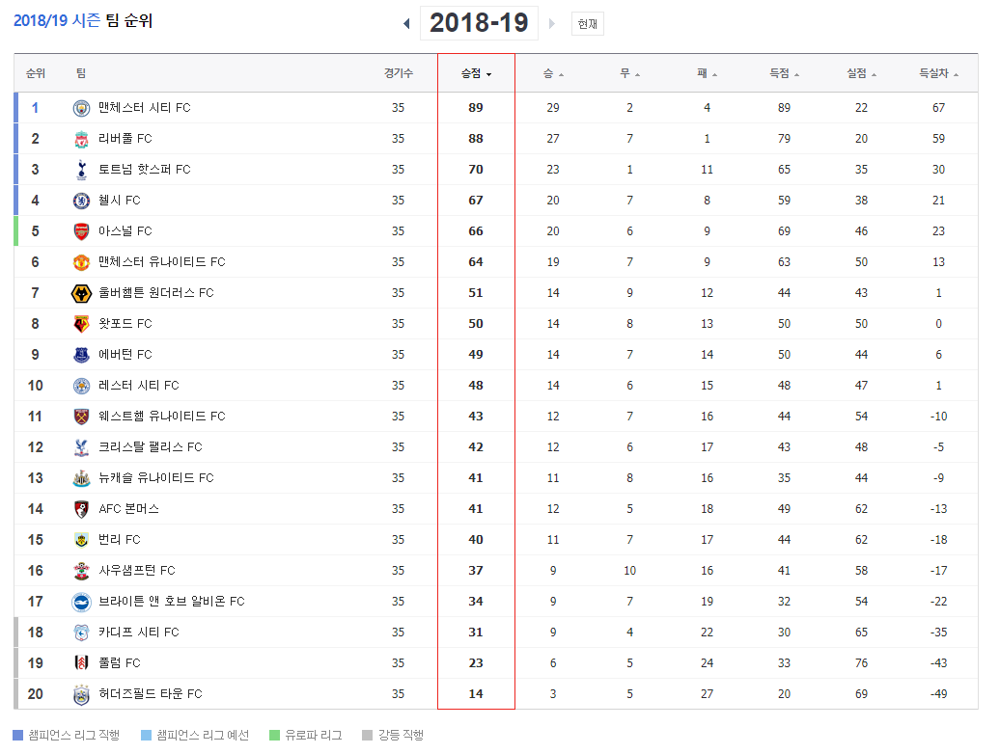 2018/19 시즌 팀 순위
2018-19 현재
순위 팀 경기수 승점 승 무 패 득점 실점 득실차
1 맨체스터 시티 FC 35 89 29 2 4 89 22 67
2 리버풀 FC 35 88 27 7 1 79 20 59
3 토트넘 핫스퍼 FC 35 70 23 1 11 65 35 30
4 첼시 FC 35 67 20 7 8 59 38 21
5 아스널 FC 35 66 20 6 9 69 46 23
6 맨체스터 유나이티드 FC 35 64 19 7 9 63 50 13
7 울버햄튼 원더러스 FC 35 51 14 9 12 44 43 1
8 왓포드 FC 35 50 14 8 13 50 50 0
9 에버턴 FC 35 49 14 7 14 50 44 6
10 레스터 시티 FC 35 48 14 6 15 48 47 1
11 웨스트햄 유나이티드 FC 35 43 12 7 16 44 54 -10
12 크리스탈 팰리스 FC 35 42 12 6 17 43 48 -5
13 뉴캐슬 유나이티드 FC 35 41 11 8 16 35 44 -9
14 AFC 본머스 35 41 12 5 18 49 62 -13
15 번리 FC 35 40 11 7 17 44 62 -18
16 사우샘프턴 FC 35 37 9 10 16 41 58 -17
17 브라이튼 앤 호브 알비온 FC 35 34 9 7 19 32 54 -22
18 카디프 시티 FC 35 31 9 4 22 30 65 -35
19 풀럼 FC 35 23 6 5 24 33 76 -43
20 허더즈필드 타운 FC 35 14 3 5 27 20 69 -49
챔피언스 리그 직행 챔피언스 리그 예선 유로파 리그 강등 직행